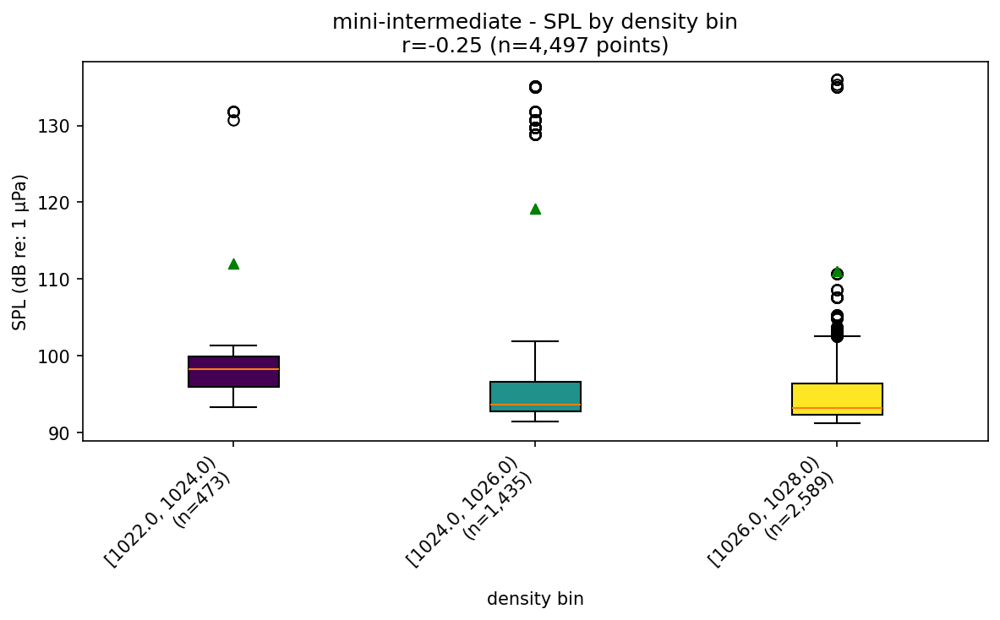 mini-intermediate - SPL by density bin
r=-0.25 (n=4,497 points)
SPL (dB re: 1 µPa)
130
120
110
100
90
[1022.0, 1024.0)
(n=473)
[1024.0, 1026.0)
(n=1,435)
[1026.0, 1028.0)
(n=2,589)
density bin